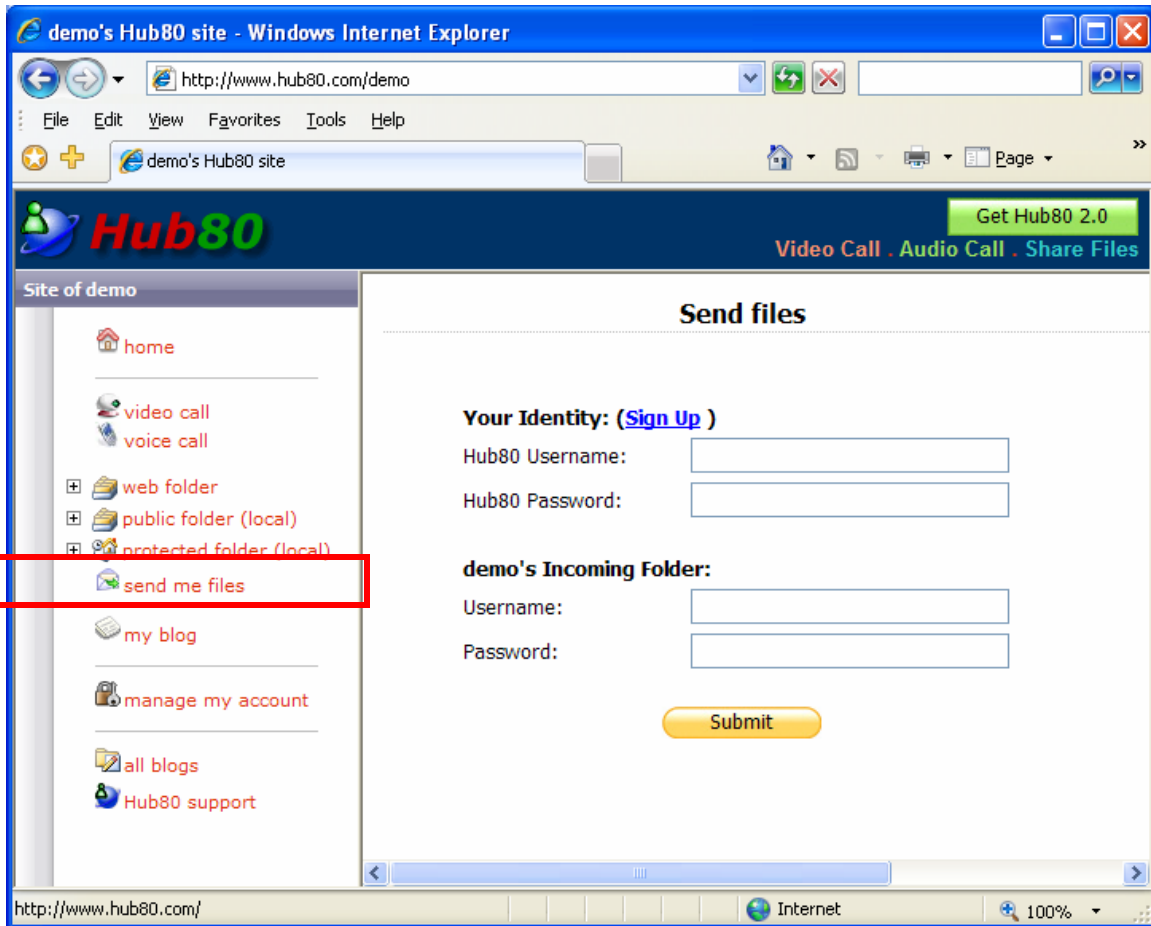 demo's Hub80 site - Windows Internet Explorer
http://www.hub80.com/demo
File Edit View Favorites Tools Help
demo's Hub80 site
Page
»
Hub80
Get Hub80 2.0
Video Call . Audio Call . Share Files
Site of demo
home
video call
voice call
web folder
public folder (local)
protected folder (local)
send me files
my blog
manage my account
all blogs
Hub80 support
Send files
Your Identity: (Sign Up )
Hub80 Username:
Hub80 Password:
demo's Incoming Folder:
Username:
Password:
Submit
http://www.hub80.com/
Internet
100%